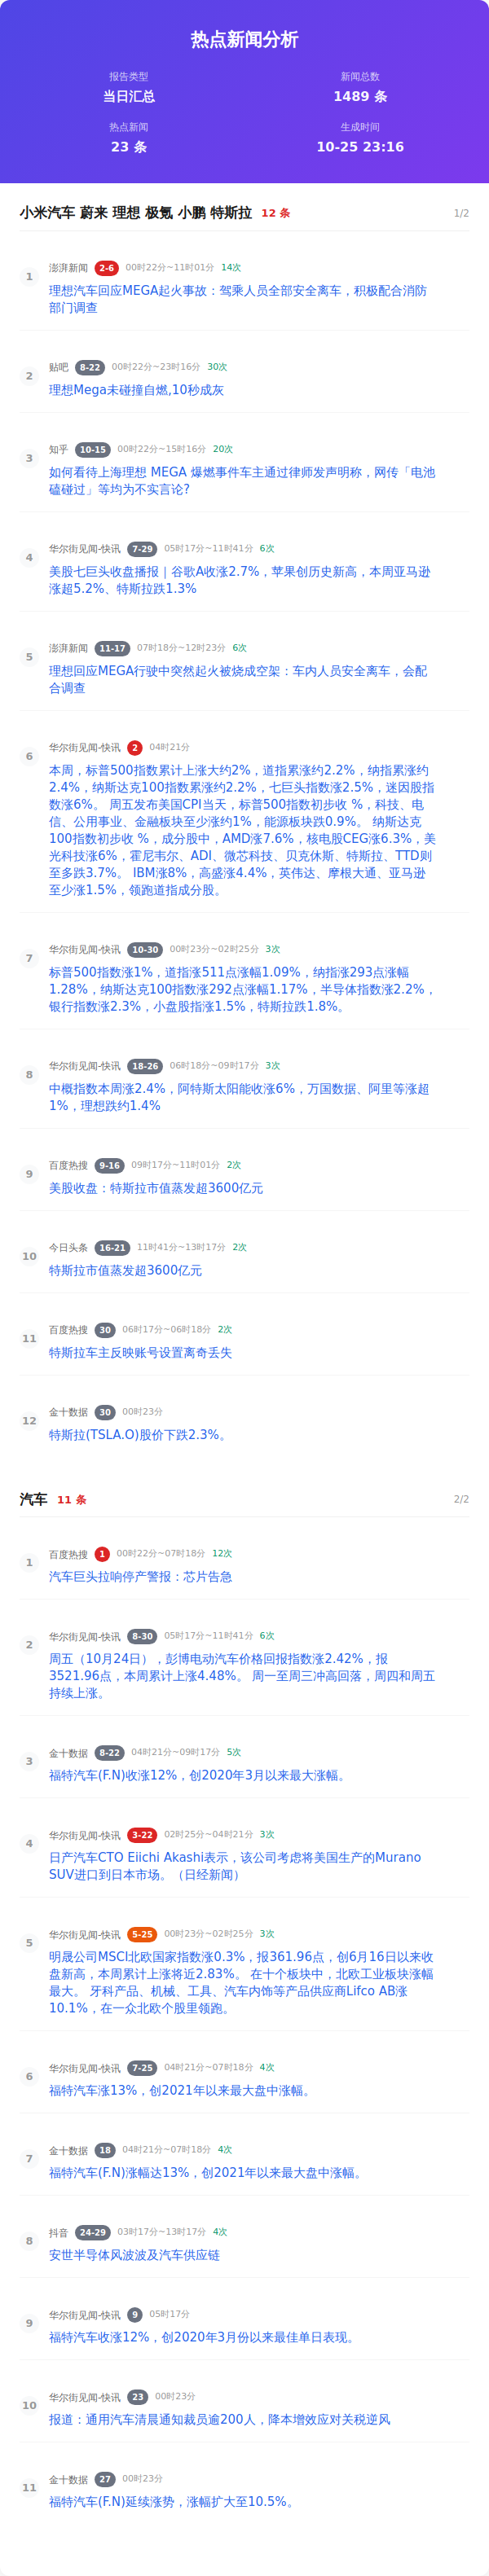 热点新闻分析
报告类型
新闻总数
当日汇总
1489 条
热点新闻
生成时间
23 条
10-25 23:16
小米汽车 蔚来 理想 极氪 小鹏 特斯拉 12 条 1/2
1
澎湃新闻 2-6 00时22分~11时01分 14次
理想汽车回应MEGA起火事故：驾乘人员全部安全离车，积极配合消防
部门调查
2
贴吧 8-22 00时22分~23时16分 30次
理想Mega未碰撞自燃,10秒成灰
3
知乎 10-15 00时22分~15时16分 20次
如何看待上海理想 MEGA 爆燃事件车主通过律师发声明称，网传「电池
磕碰过」等均为不实言论?
4
华尔街见闻-快讯 7-29 05时17分~11时41分 6次
美股七巨头收盘播报｜谷歌A收涨2.7%，苹果创历史新高，本周亚马逊
涨超5.2%、特斯拉跌1.3%
5
澎湃新闻 11-17 07时18分~12时23分 6次
理想回应MEGA行驶中突然起火被烧成空架：车内人员安全离车，会配
合调查
6
华尔街见闻-快讯 2 04时21分
本周，标普500指数累计上涨大约2%，道指累涨约2.2%，纳指累涨约
2.4%，纳斯达克100指数累涨约2.2%，七巨头指数涨2.5%，迷因股指
数涨6%。 周五发布美国CPI当天，标普500指数初步收 %，科技、电
信、公用事业、金融板块至少涨约1%，能源板块跌0.9%。 纳斯达克
100指数初步收 %，成分股中，AMD涨7.6%，核电股CEG涨6.3%，美
光科技涨6%，霍尼韦尔、ADI、微芯科技、贝克休斯、特斯拉、TTD则
至多跌3.7%。 IBM涨8%，高盛涨4.4%，英伟达、摩根大通、亚马逊
至少涨1.5%，领跑道指成分股。
7
华尔街见闻-快讯 10-30 00时23分~02时25分 3次
标普500指数涨1%，道指涨511点涨幅1.09%，纳指涨293点涨幅
1.28%，纳斯达克100指数涨292点涨幅1.17%，半导体指数涨2.2%，
银行指数涨2.3%，小盘股指涨1.5%，特斯拉跌1.8%。
8
华尔街见闻-快讯 18-26 06时18分~09时17分 3次
中概指数本周涨2.4%，阿特斯太阳能收涨6%，万国数据、阿里等涨超
1%，理想跌约1.4%
9
百度热搜 9-16 09时17分~11时01分 2次
美股收盘：特斯拉市值蒸发超3600亿元
10
今日头条 16-21 11时41分~13时17分 2次
特斯拉市值蒸发超3600亿元
11
百度热搜 30 06时17分~06时18分 2次
特斯拉车主反映账号设置离奇丢失
12
金十数据 30 00时23分
特斯拉(TSLA.O)股价下跌2.3%。
汽车 11 条 2/2
1
百度热搜 1 00时22分~07时18分 12次
汽车巨头拉响停产警报：芯片告急
2
华尔街见闻-快讯 8-30 05时17分~11时41分 6次
周五（10月24日），彭博电动汽车价格回报指数涨2.42%，报
3521.96点，本周累计上涨4.48%。 周一至周三冲高回落，周四和周五
持续上涨。
3
金十数据 8-22 04时21分~09时17分 5次
福特汽车(F.N)收涨12%，创2020年3月以来最大涨幅。
4
华尔街见闻-快讯 3-22 02时25分~04时21分 3次
日产汽车CTO Eiichi Akashi表示，该公司考虑将美国生产的Murano
SUV进口到日本市场。（日经新闻）
5
华尔街见闻-快讯 5-25 00时23分~02时25分 3次
明晟公司MSCI北欧国家指数涨0.3%，报361.96点，创6月16日以来收
盘新高，本周累计上涨将近2.83%。 在十个板块中，北欧工业板块涨幅
最大。 牙科产品、机械、工具、汽车内饰等产品供应商Lifco AB涨
10.1%，在一众北欧个股里领跑。
6
华尔街见闻-快讯 7-25 04时21分~07时18分 4次
福特汽车涨13%，创2021年以来最大盘中涨幅。
7
金十数据 18 04时21分~07时18分 4次
福特汽车(F.N)涨幅达13%，创2021年以来最大盘中涨幅。
8
抖音 24-29 03时17分~13时17分 4次
安世半导体风波波及汽车供应链
9
华尔街见闻-快讯 9 05时17分
福特汽车收涨12%，创2020年3月份以来最佳单日表现。
10
华尔街见闻-快讯 23 00时23分
报道：通用汽车清晨通知裁员逾200人，降本增效应对关税逆风
11
金十数据 27 00时23分
福特汽车(F.N)延续涨势，涨幅扩大至10.5%。